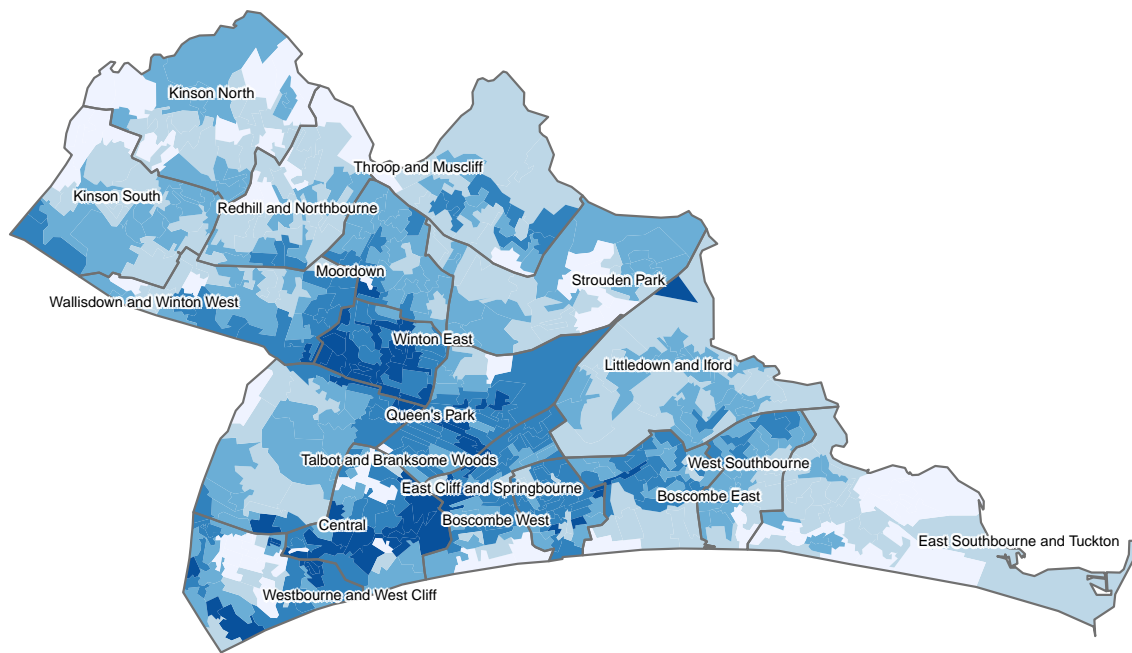 Kinson North
Throop and Muscliff
Kinson South
Redhill and Northbourne
Moordown
Strouden Park
Wallisdown and Winton West
Winton East
Littledown and Iford
Queen's Park
Talbot and Branksome Woods
West Southbourne
East Cliff and Springbourne
Boscombe East
Boscombe West
Central
East Southbourne and Tuckton
Westbourne and West Cliff